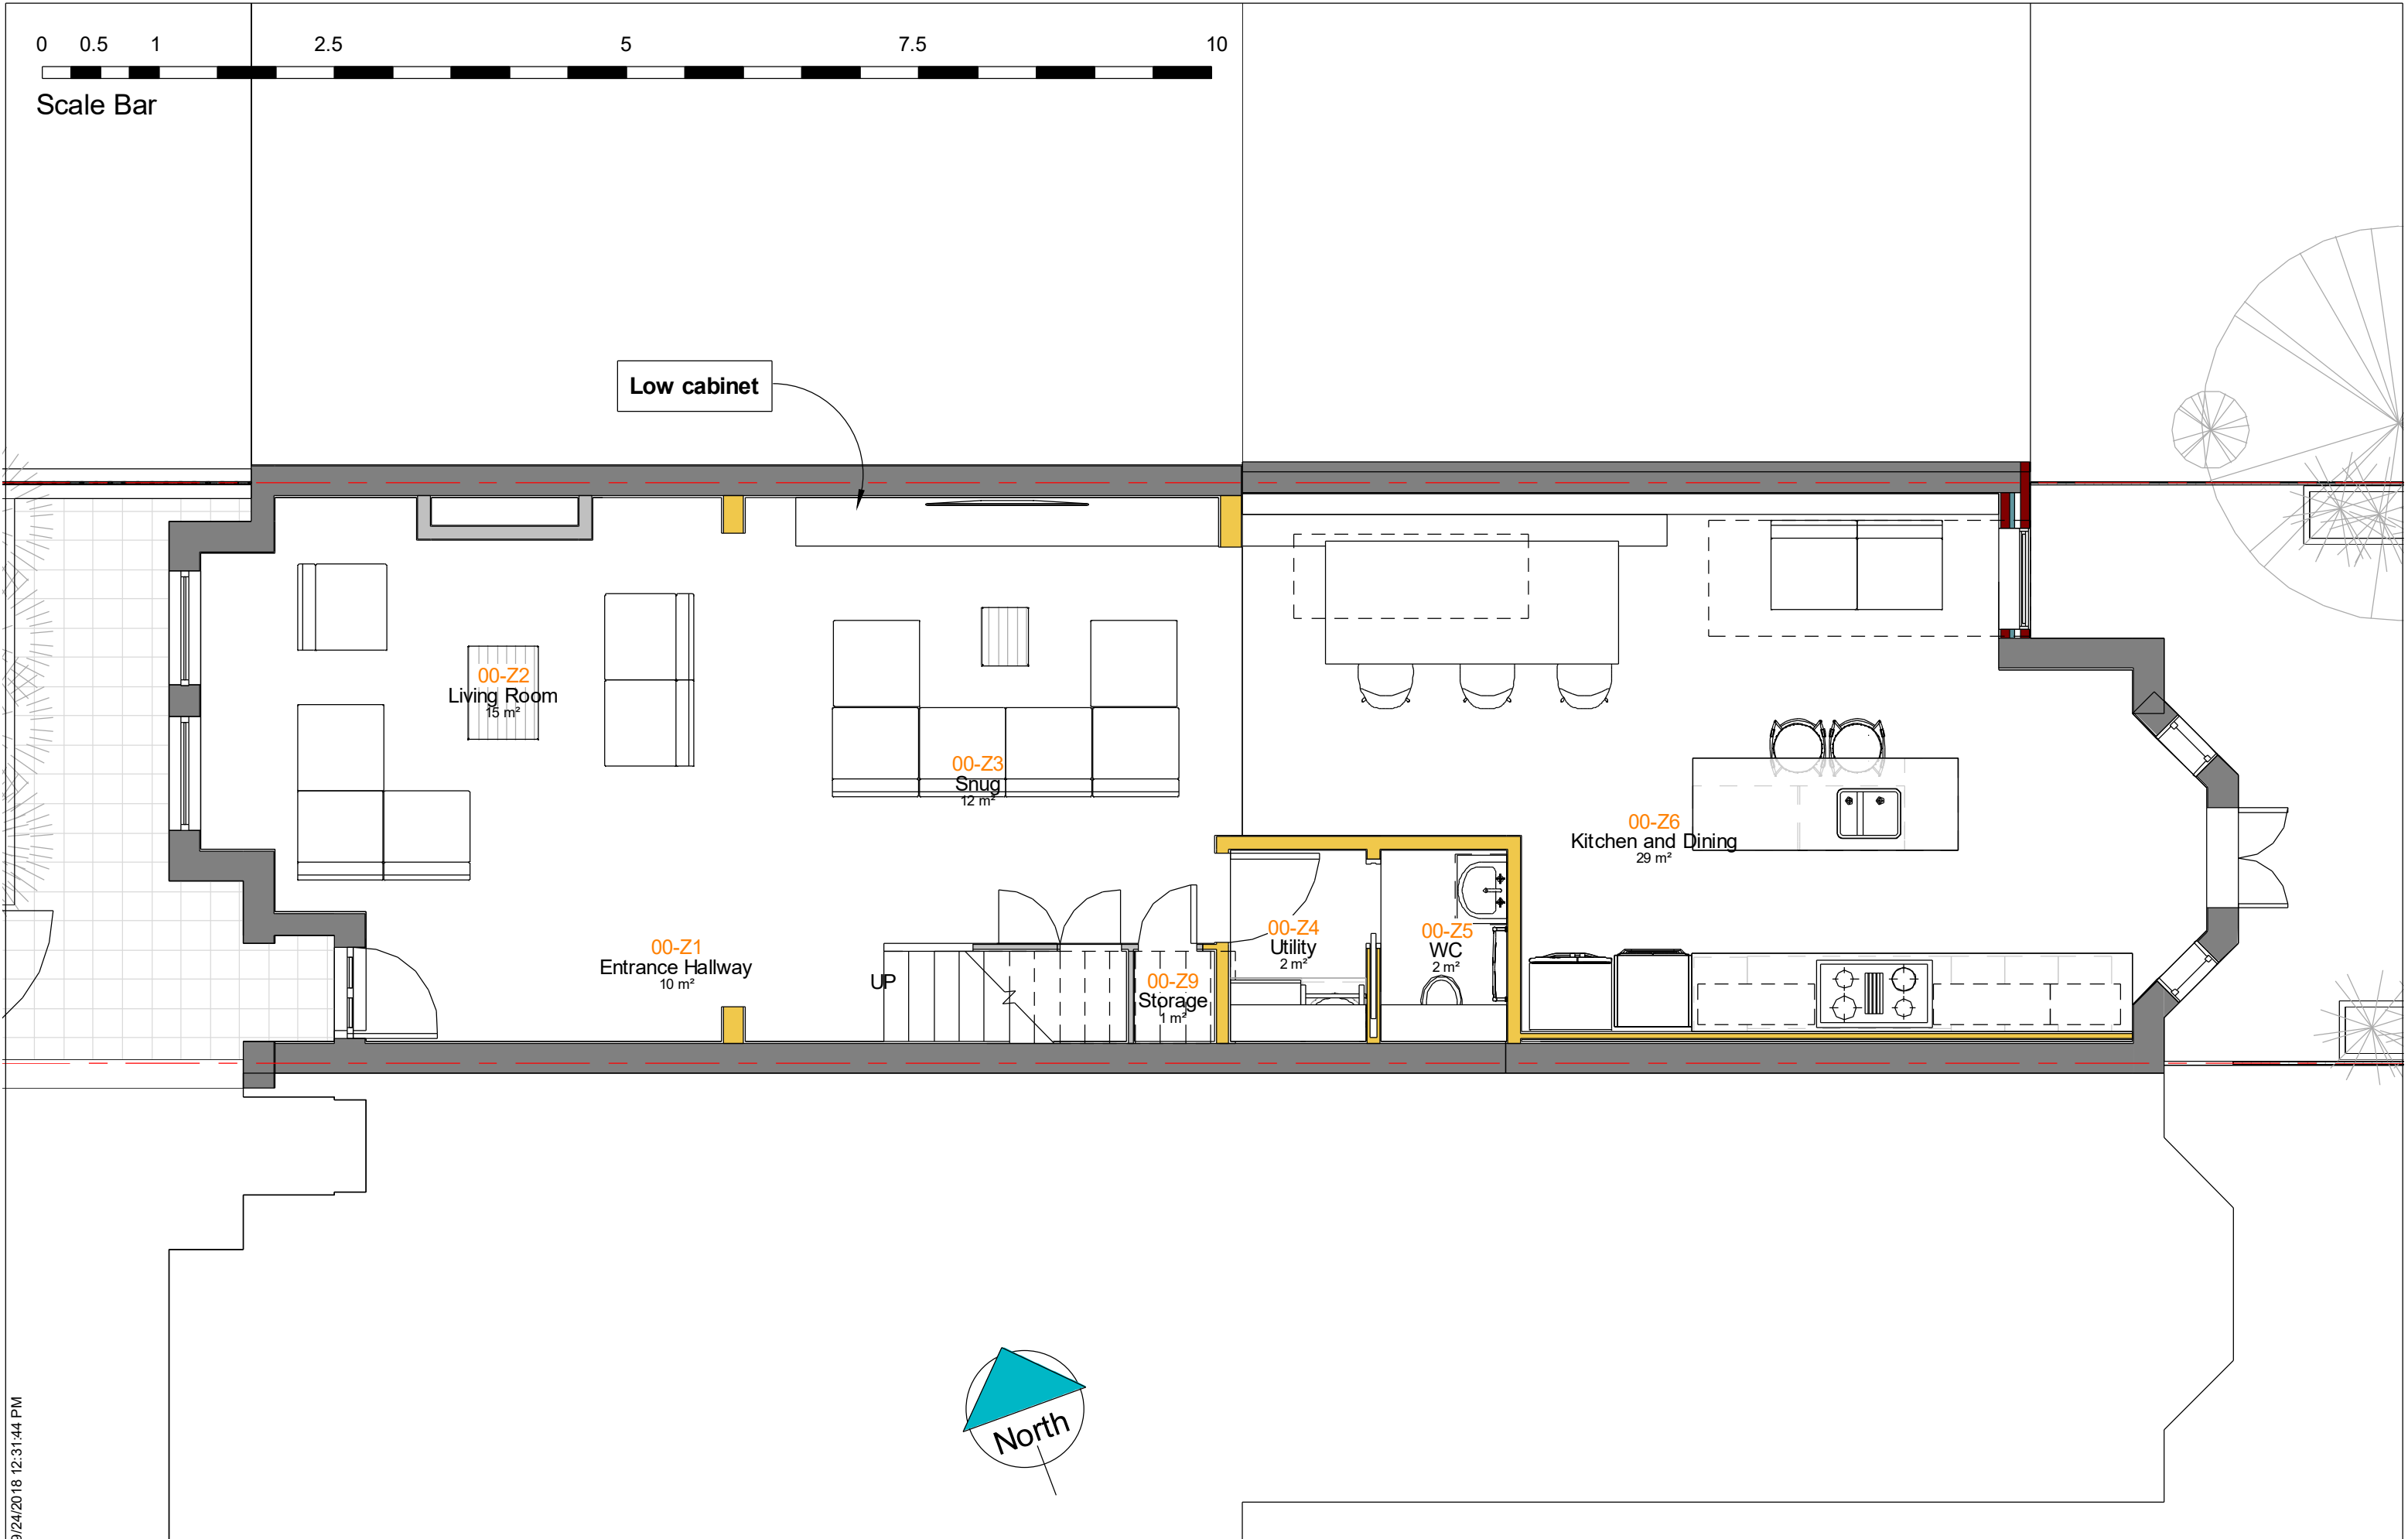 0 0.5 1 2.5 5 7.5 10
Scale Bar
Low cabinet
00-Z2
Living Room
15 m²
00-Z3
Snug
12 m²
00-Z6
Kitchen and Dining
29 m²
00-Z1
Entrance Hallway
10 m²
UP
00-Z9
Storage
1 m²
00-Z4
Utility
2 m²
00-Z5
WC
2 m²
North
9/24/2018 12:31:44 PM